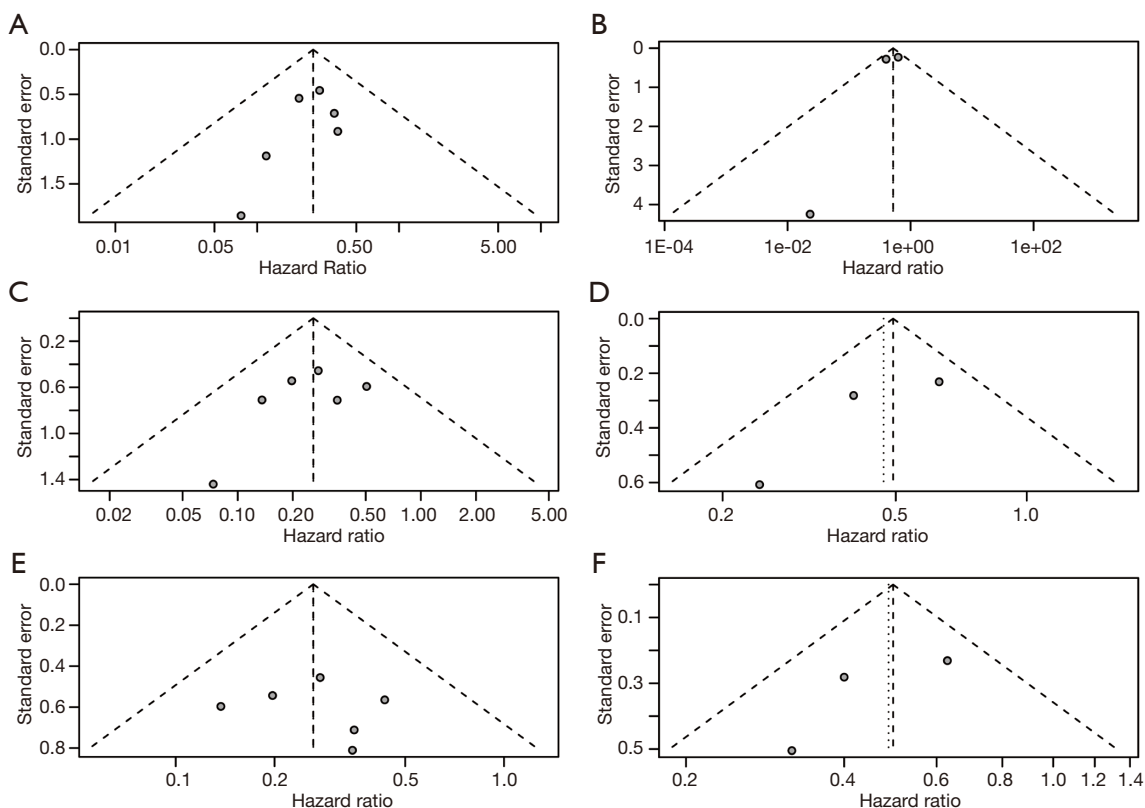 A
Standard error
0.0
0.5
1.0
1.5
0.01
0.05
0.50
5.00
Hazard Ratio
B
Standard error
0
1
2
3
4
1E-04
1e-02
1e+00
1e+02
Hazard ratio
C
Standard error
0.2
0.6
1.0
1.4
0.02
0.05
0.10
0.20
0.50
1.00
2.00
5.00
Hazard ratio
D
Standard error
0.0
0.2
0.4
0.6
0.2
0.5
1.0
Hazard ratio
E
Standard error
0.0
0.2
0.4
0.6
0.8
0.1
0.2
0.5
1.0
Hazard ratio
F
Standard error
0.1
0.3
0.5
0.2
0.4
0.6
0.8
1.0
1.2
1.4
Hazard ratio